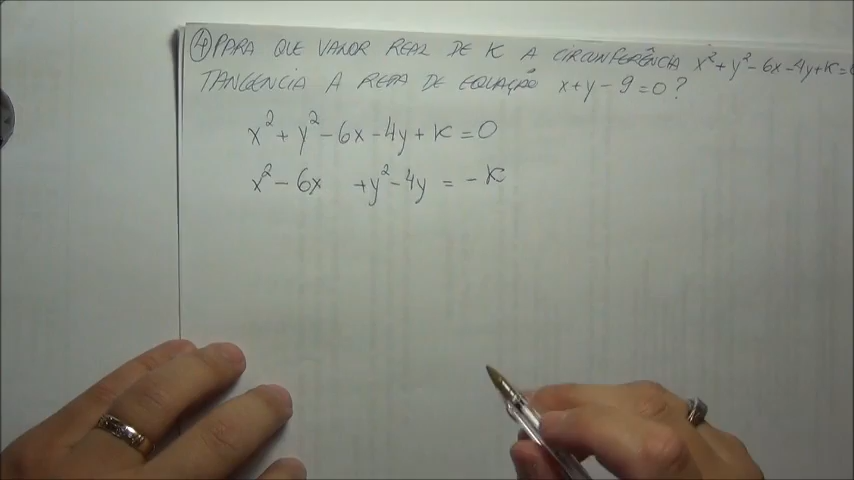 ④ PARA QUE VALOR REAL DE K A CIRCUNFERÊNCIA x²+y²-6x-4y+K=0
TANGENCIA A RETA DE EQUAÇÃO x+y-9=0?
x²+y²-6x-4y+K=0
x²-6x +y²-4y = -K